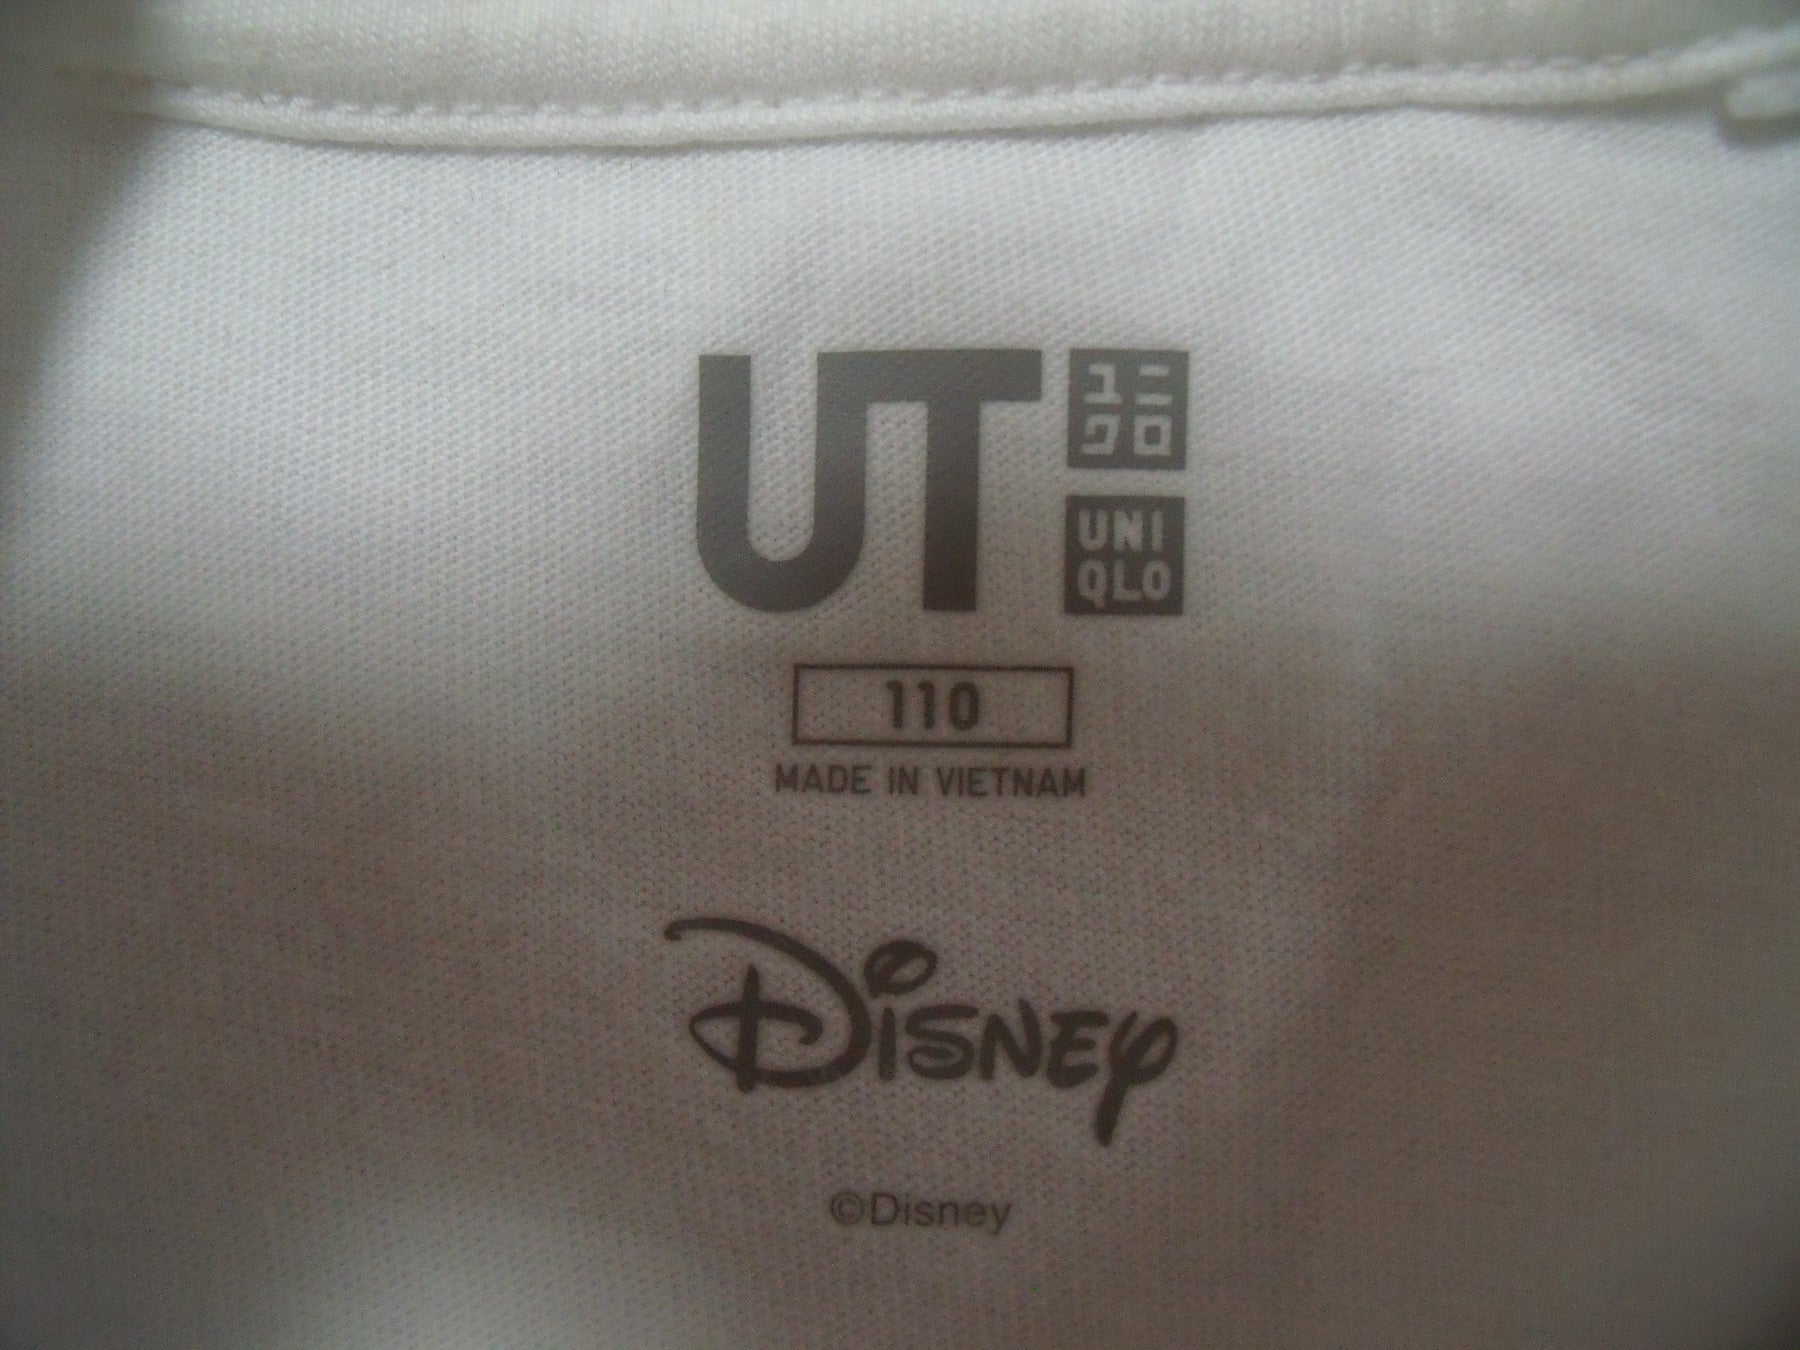 UT
ユニ
クロ
UNI
QLO
110
MADE IN VIETNAM
Disney
©Disney